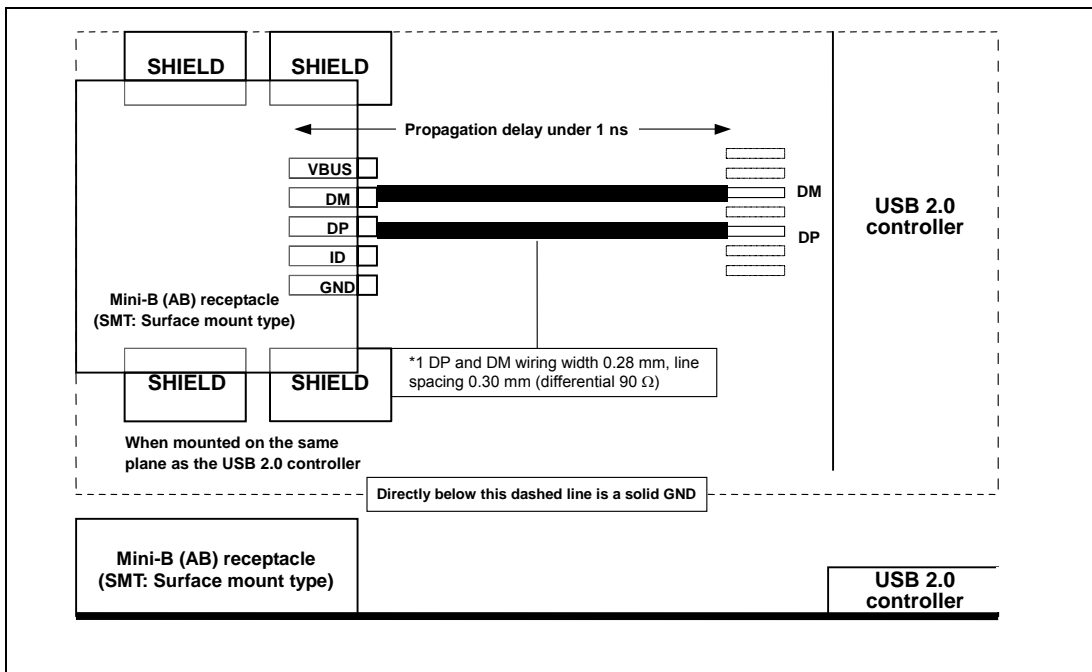 SHIELD
SHIELD
Propagation delay under 1 ns
VBUS
DM
DP
ID
GND
DM
DP
USB 2.0
controller
Mini-B (AB) receptacle
(SMT: Surface mount type)
*1 DP and DM wiring width 0.28 mm, line
spacing 0.30 mm (differential 90 Ω)
SHIELD
SHIELD
When mounted on the same
plane as the USB 2.0 controller
Directly below this dashed line is a solid GND
Mini-B (AB) receptacle
(SMT: Surface mount type)
USB 2.0
controller